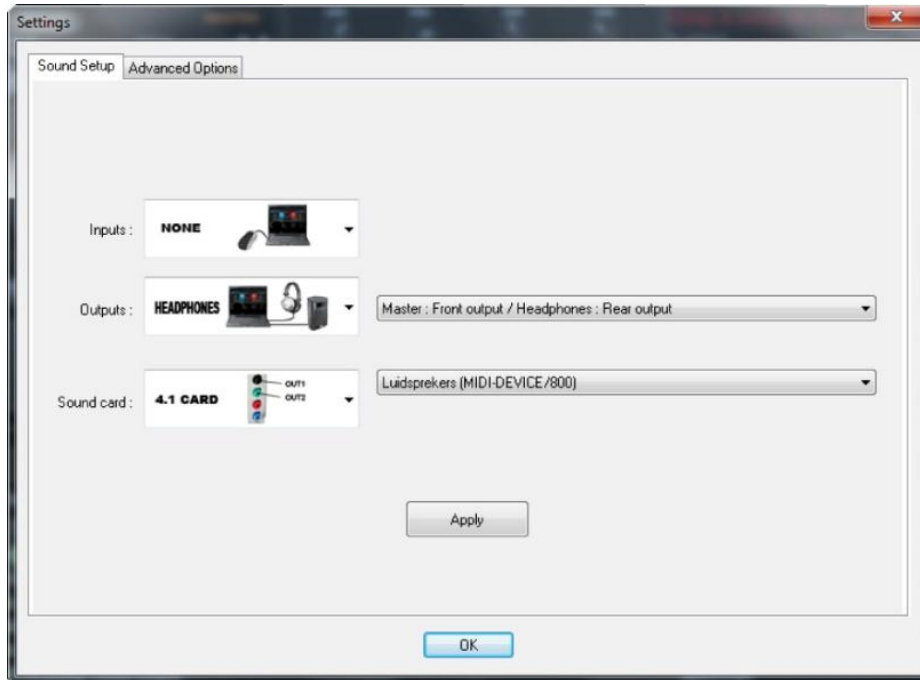 Settings
Sound Setup
Advanced Options
Inputs :
NONE
Outputs :
HEADPHONES
Master : Front output / Headphones : Rear output
Sound card :
4.1 CARD
OUT1
OUT2
Luidsprekers (MIDI-DEVICE/800)
Apply
OK